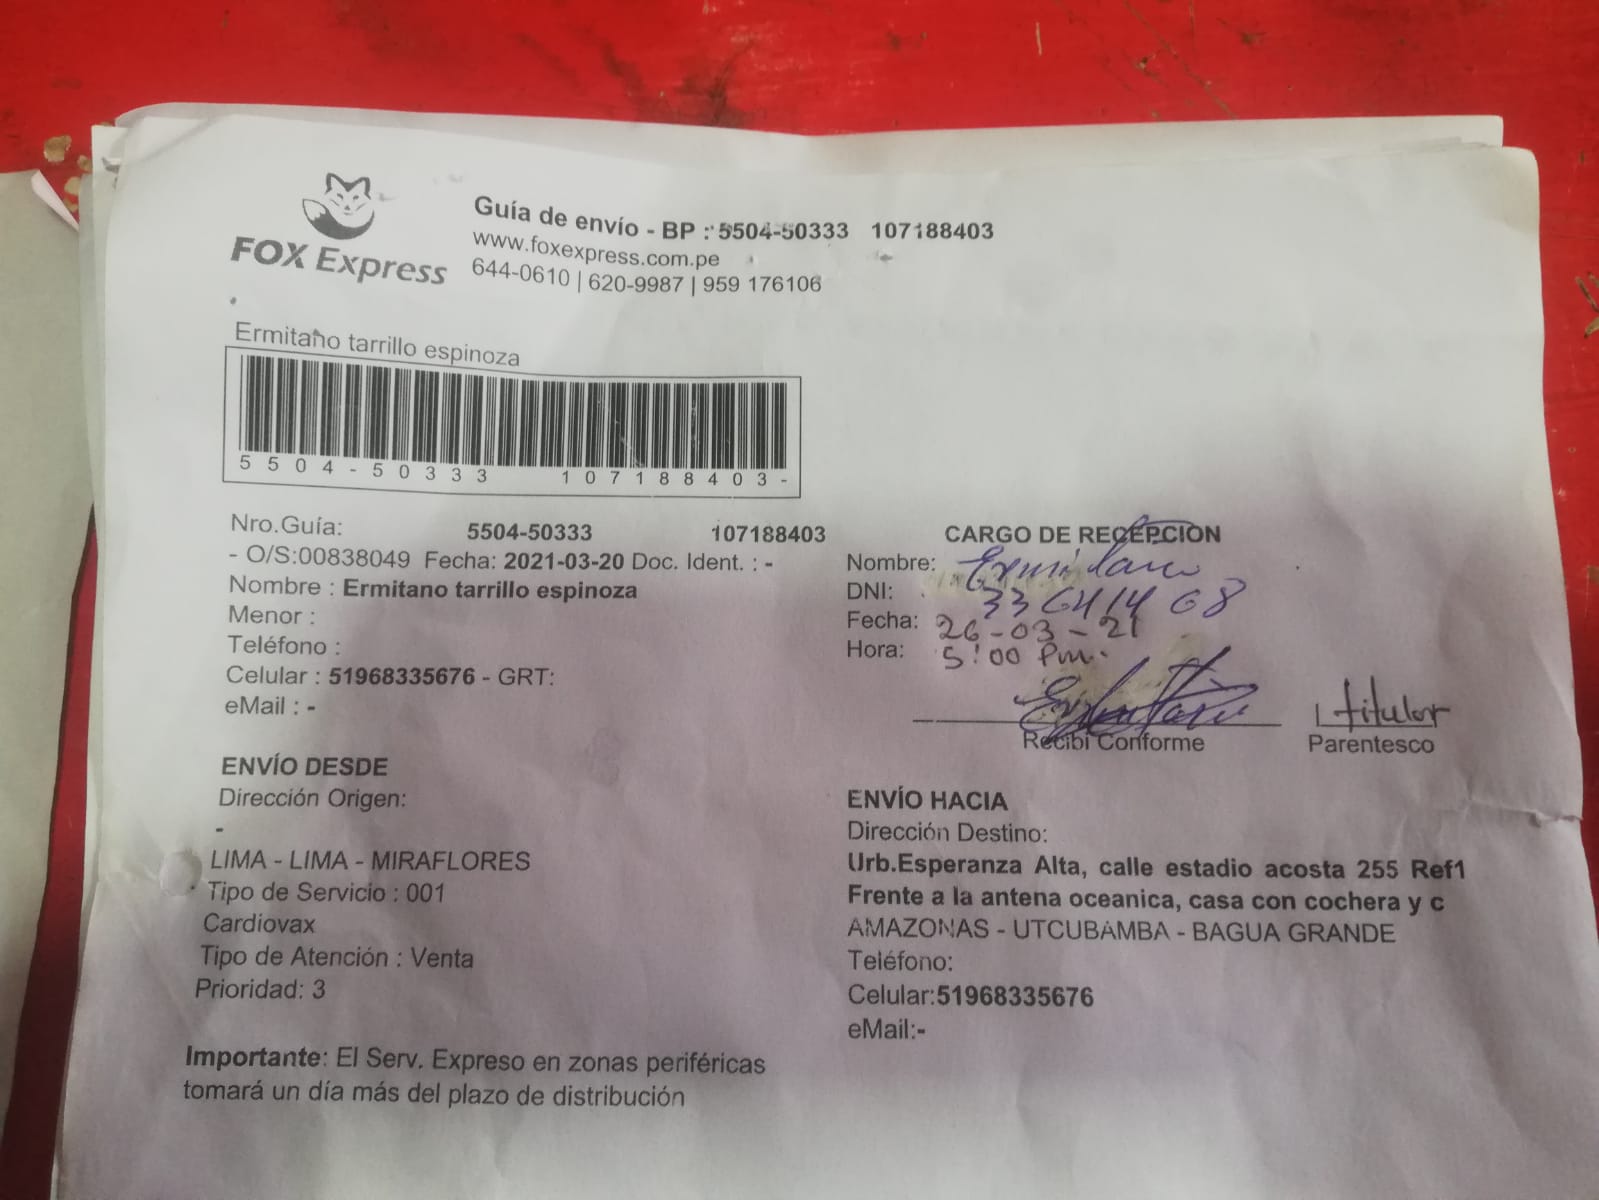 FOX Express
Guía de envío - BP : 5504-50333 107188403
www.foxexpress.com.pe
644-0610 | 620-9987 | 959 176106
Ermitaño tarrillo espinoza
5504-50333 107188403-
Nro.Guía: 5504-50333 107188403
- O/S:00838049 Fecha: 2021-03-20 Doc. Ident. : -
Nombre : Ermitano tarrillo espinoza
Menor :
Teléfono :
Celular : 51968335676 - GRT:
eMail : -
CARGO DE RECEPCION
Nombre:
DNI: 33641468
Fecha: 26-03-21
Hora: 5:00 Pm.
Recibi Conforme
titular
Parentesco
ENVÍO DESDE
Dirección Origen:
-
LIMA - LIMA - MIRAFLORES
Tipo de Servicio : 001
Cardiovax
Tipo de Atención : Venta
Prioridad: 3
ENVÍO HACIA
Dirección Destino:
Urb.Esperanza Alta, calle estadio acosta 255 Ref1
Frente a la antena oceanica, casa con cochera y c
AMAZONAS - UTCUBAMBA - BAGUA GRANDE
Teléfono:
Celular:51968335676
eMail:-
Importante: El Serv. Expreso en zonas periféricas
tomará un día más del plazo de distribución